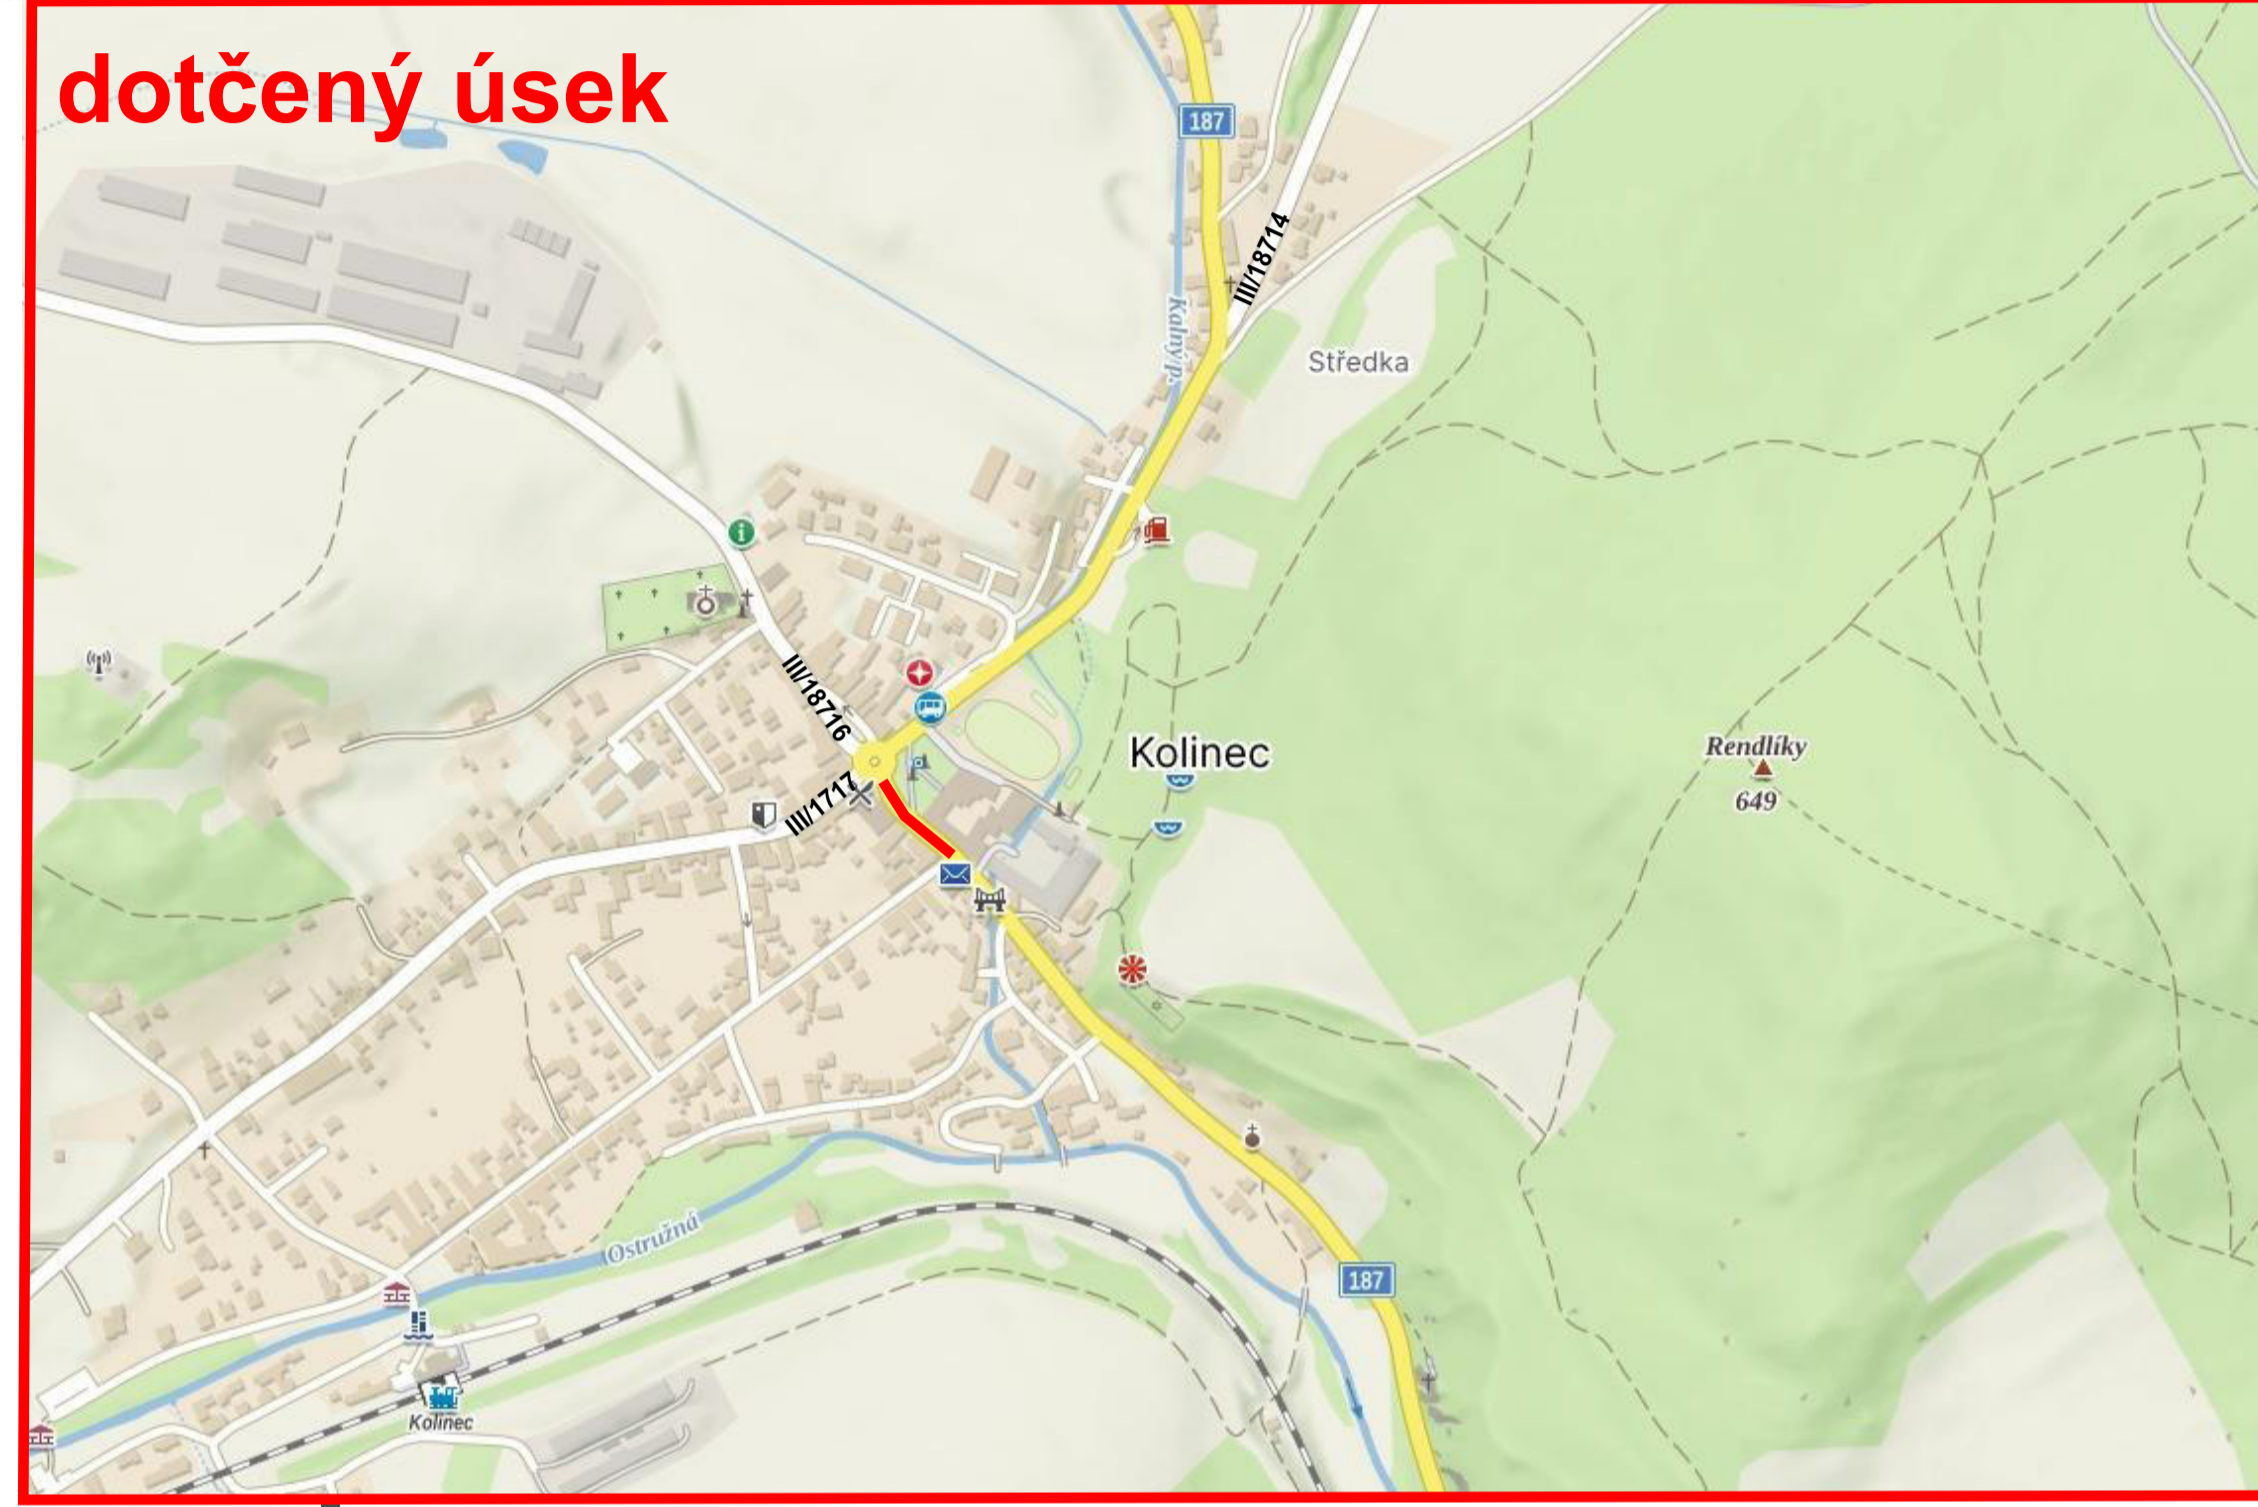 dotčený úsek
187
III/18714
Kalný p.
Středka
III/18716
Kolinec
Rendlíky
649
III/1717
Ostružná
187
Kolinec